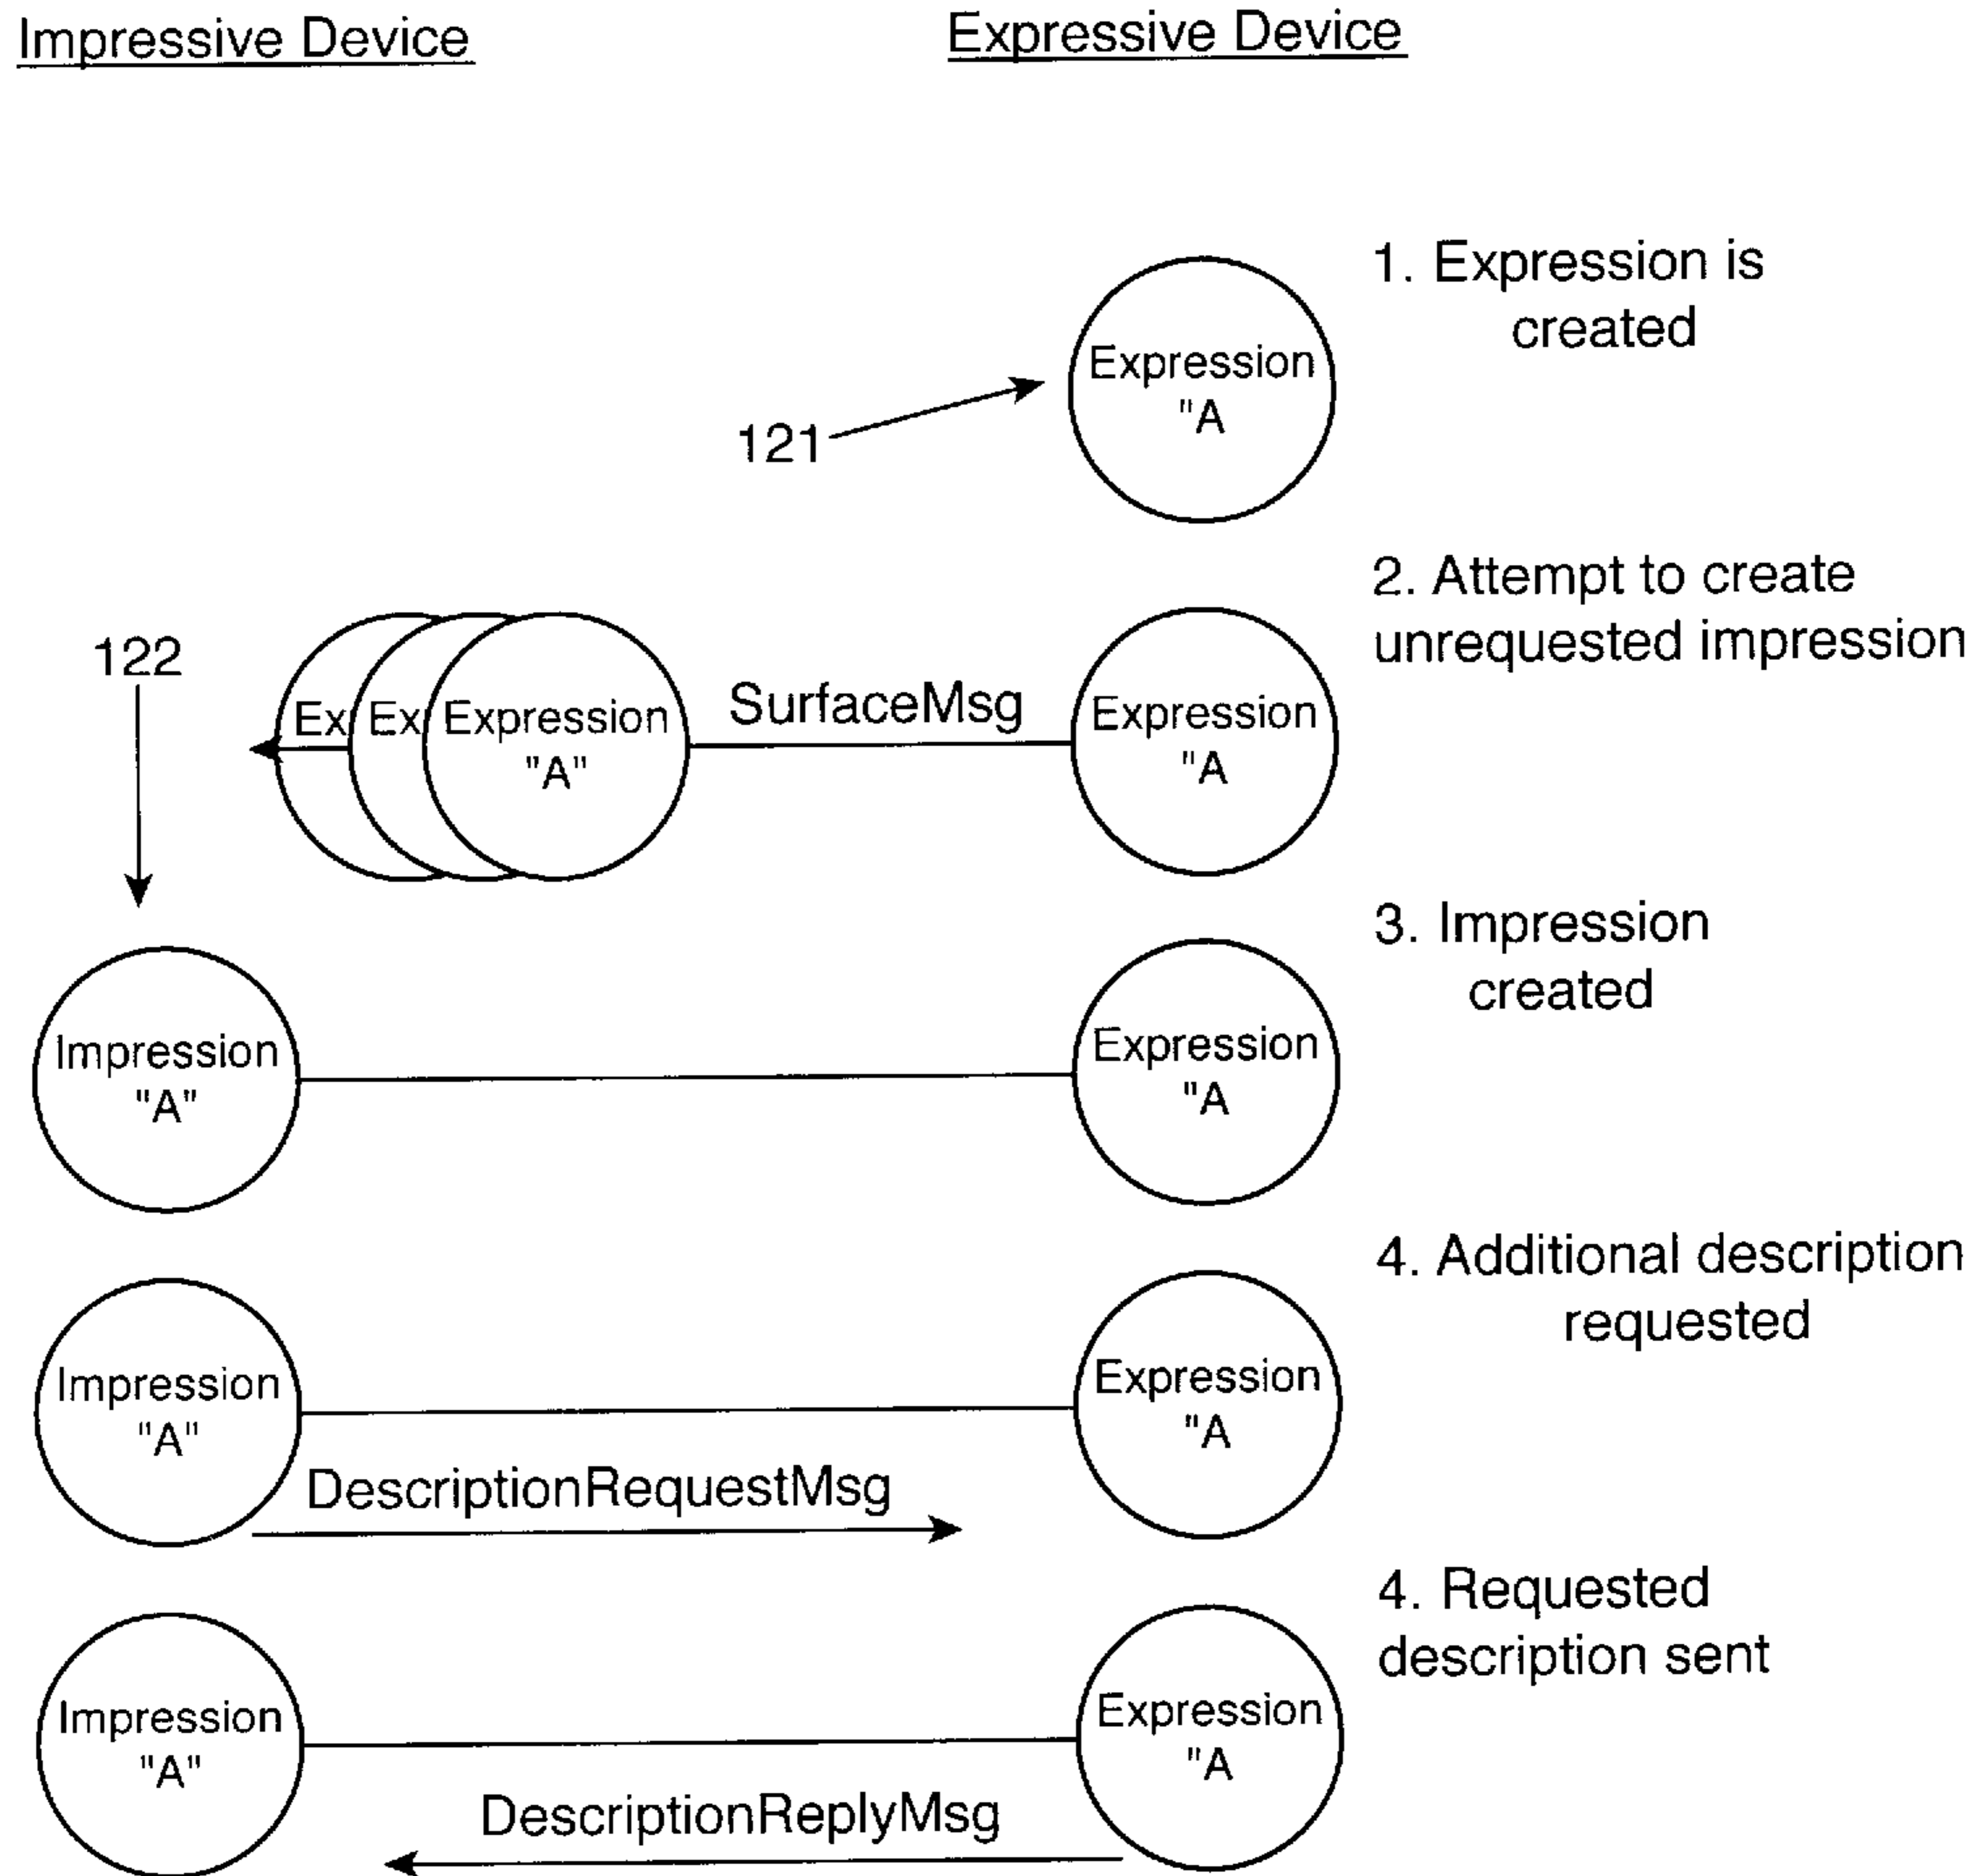 Impressive Device
Expressive Device
1. Expression is
created
Expression
"A
121
2. Attempt to create
unrequested impression
122
Ex
Ex
Expression
"A"
SurfaceMsg
Expression
"A
3. Impression
created
Impression
"A"
Expression
"A
4. Additional description
requested
Impression
"A"
Expression
"A
DescriptionRequestMsg
4. Requested
description sent
Impression
"A"
Expression
"A
DescriptionReplyMsg